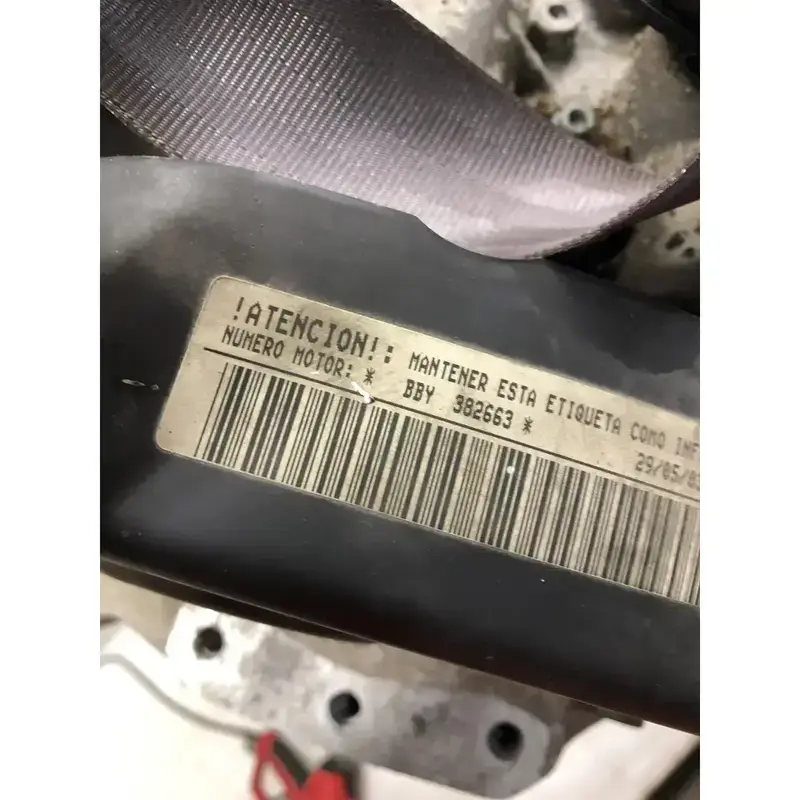 !ATENCION!: MANTENER ESTA ETIQUETA COMO
NUMERO MOTOR: * BBY 382663 *